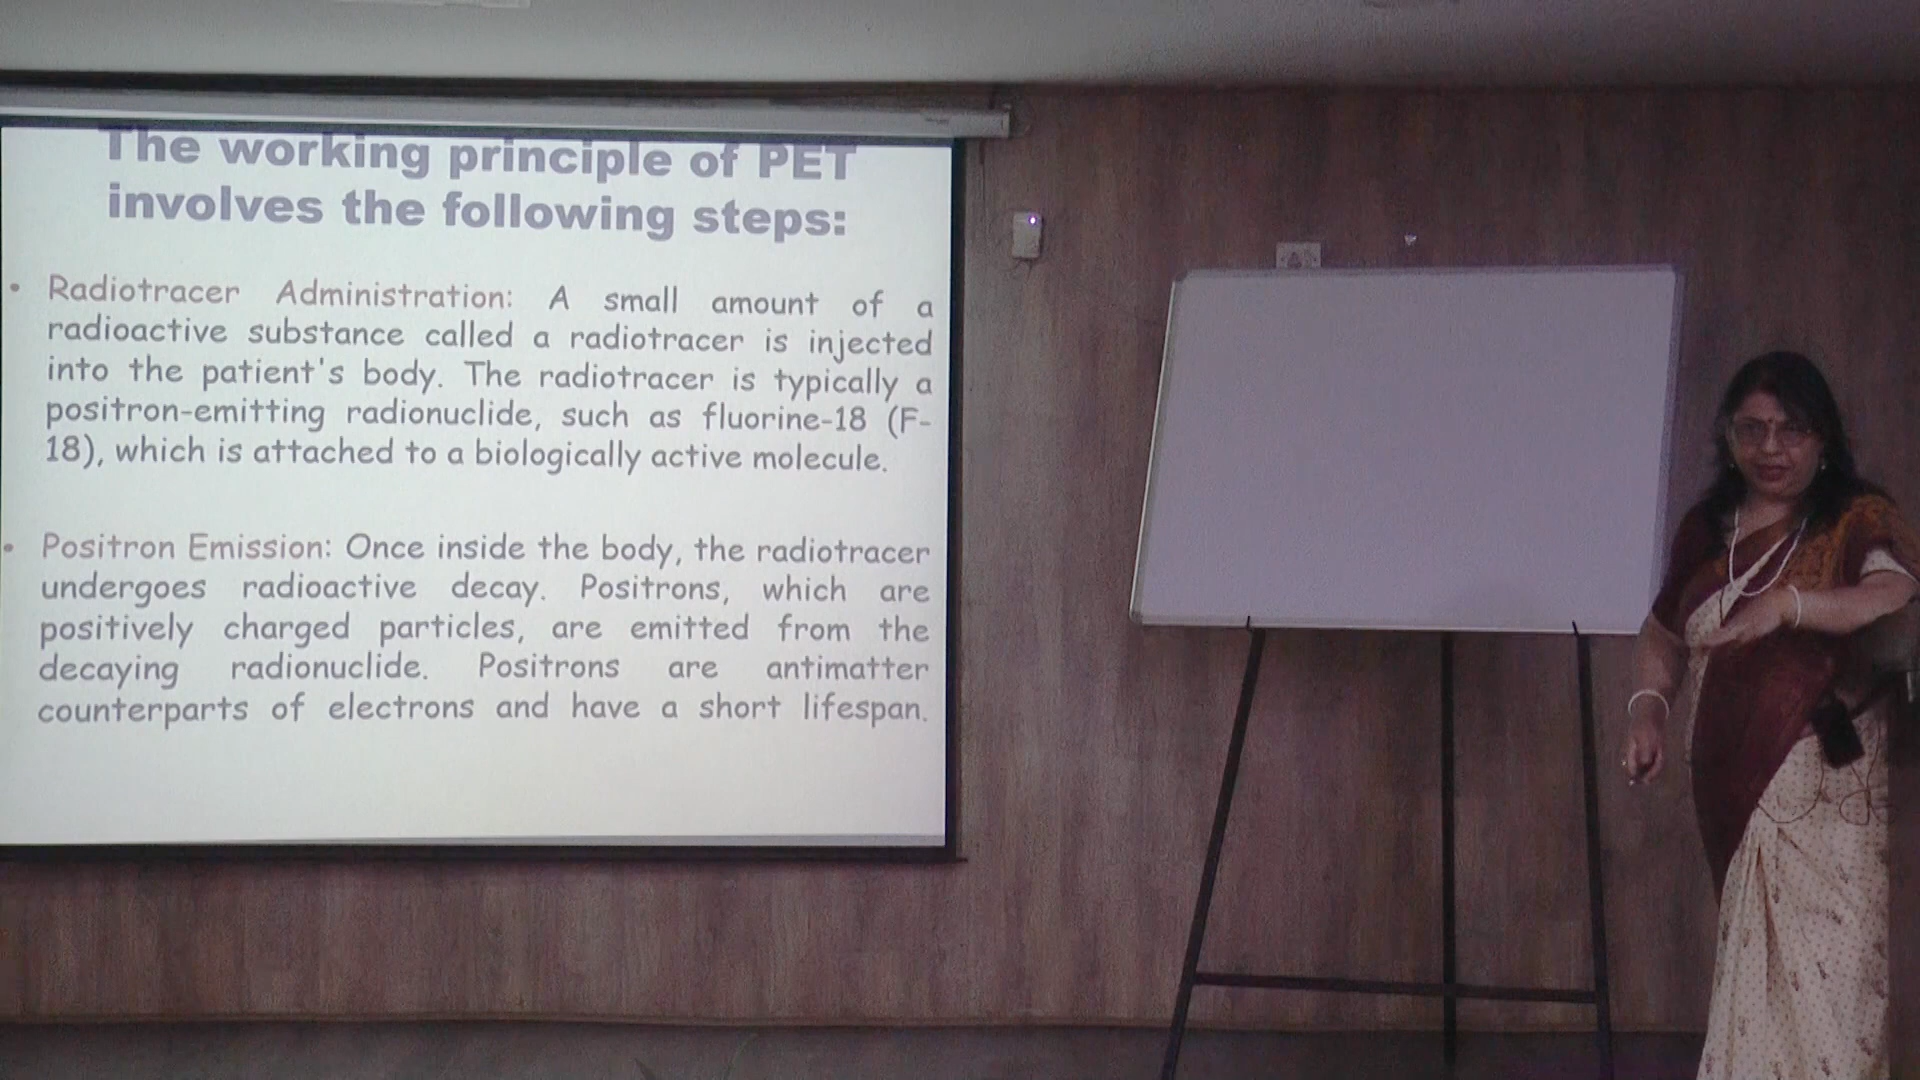 The working principle of PET
involves the following steps:
• Radiotracer Administration: A small amount of a
radioactive substance called a radiotracer is injected
into the patient's body. The radiotracer is typically a
positron-emitting radionuclide, such as fluorine-18 (F-
18), which is attached to a biologically active molecule.
• Positron Emission: Once inside the body, the radiotracer
undergoes radioactive decay. Positrons, which are
positively charged particles, are emitted from the
decaying radionuclide. Positrons are antimatter
counterparts of electrons and have a short lifespan.